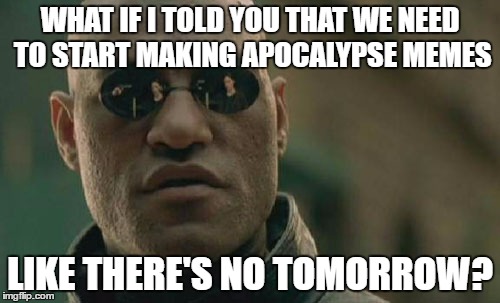 WHAT IF I TOLD YOU THAT WE NEED
TO START MAKING APOCALYPSE MEMES
LIKE THERE'S NO TOMORROW?
imgflip.com